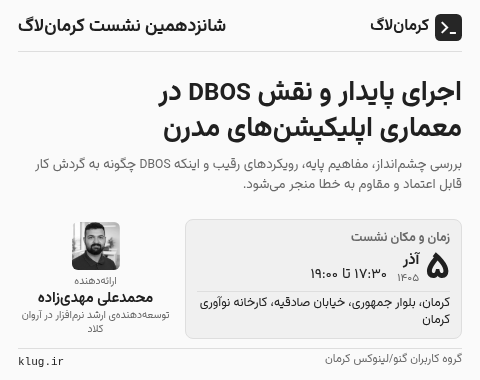 کرمان‌لاگ
شانزدهمین نشست کرمان‌لاگ
اجرای پایدار و نقش DBOS در
معماری اپلیکیشن‌های مدرن
بررسی چشم‌انداز، مفاهیم پایه، رویکردهای رقیب و اینکه DBOS چگونه به گردش کار
قابل اعتماد و مقاوم به خطا منجر می‌شود.
زمان و مکان نشست
۵ آذر ۱۴۰۵
۱۷:۳۰ تا ۱۹:۰۰
کرمان، بلوار جمهوری، خیابان صادقیه، کارخانه نوآوری
کرمان
ارائه‌دهنده
محمدعلی مهدی‌زاده
توسعه‌دهنده‌ی ارشد نرم‌افزار در آروان
کلاد
گروه کاربران گنو/لینوکس کرمان
klug.ir